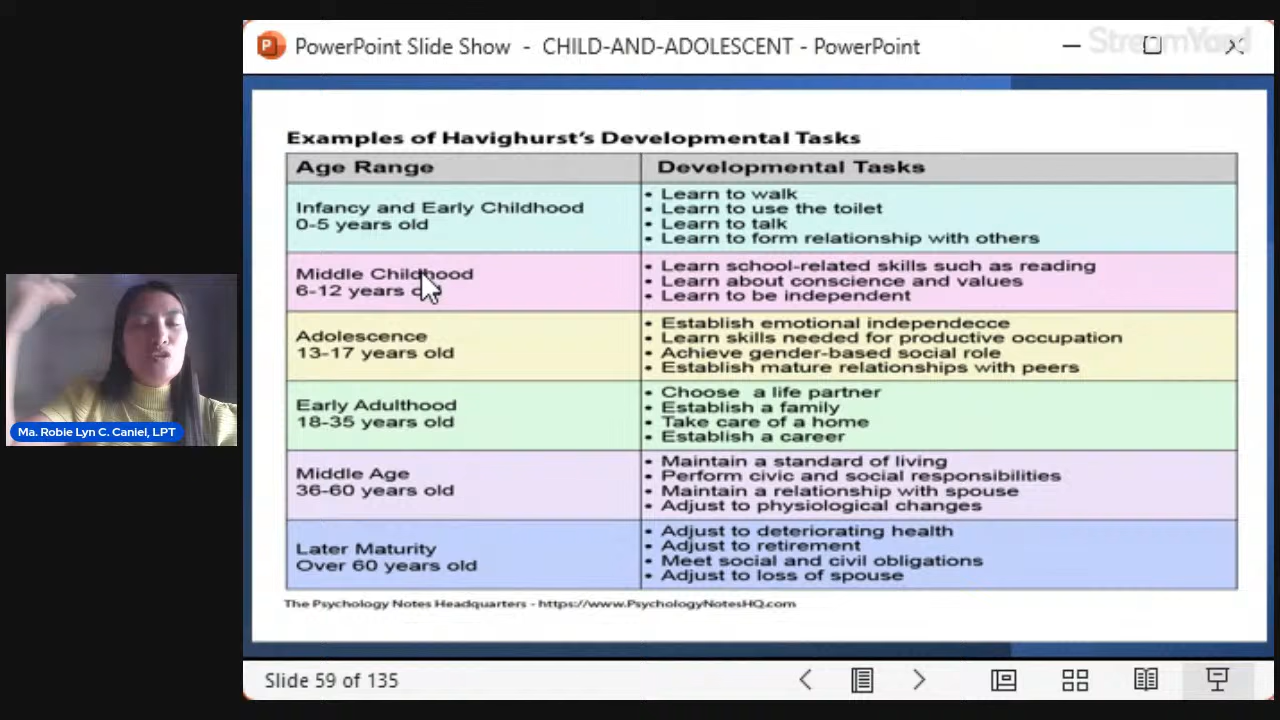 PowerPoint Slide Show - CHILD-AND-ADOLESCENT - PowerPoint
StreamYard
Examples of Havighurst's Developmental Tasks
Age Range
Developmental Tasks
Infancy and Early Childhood
0-5 years old
• Learn to walk
• Learn to use the toilet
• Learn to talk
• Learn to form relationship with others
Middle Childhood
6-12 years old
• Learn school-related skills such as reading
• Learn about conscience and values
• Learn to be independent
Adolescence
13-17 years old
• Establish emotional independecce
• Learn skills needed for productive occupation
• Achieve gender-based social role
• Establish mature relationships with peers
Early Adulthood
18-35 years old
• Choose a life partner
• Establish a family
• Take care of a home
• Establish a career
Middle Age
36-60 years old
• Maintain a standard of living
• Perform civic and social responsibilities
• Maintain a relationship with spouse
• Adjust to physiological changes
Later Maturity
Over 60 years old
• Adjust to deteriorating health
• Adjust to retirement
• Meet social and civil obligations
• Adjust to loss of spouse
The Psychology Notes Headquarters - https://www.PsychologyNotesHQ.com
Ma. Robie Lyn C. Caniel, LPT
Slide 59 of 135